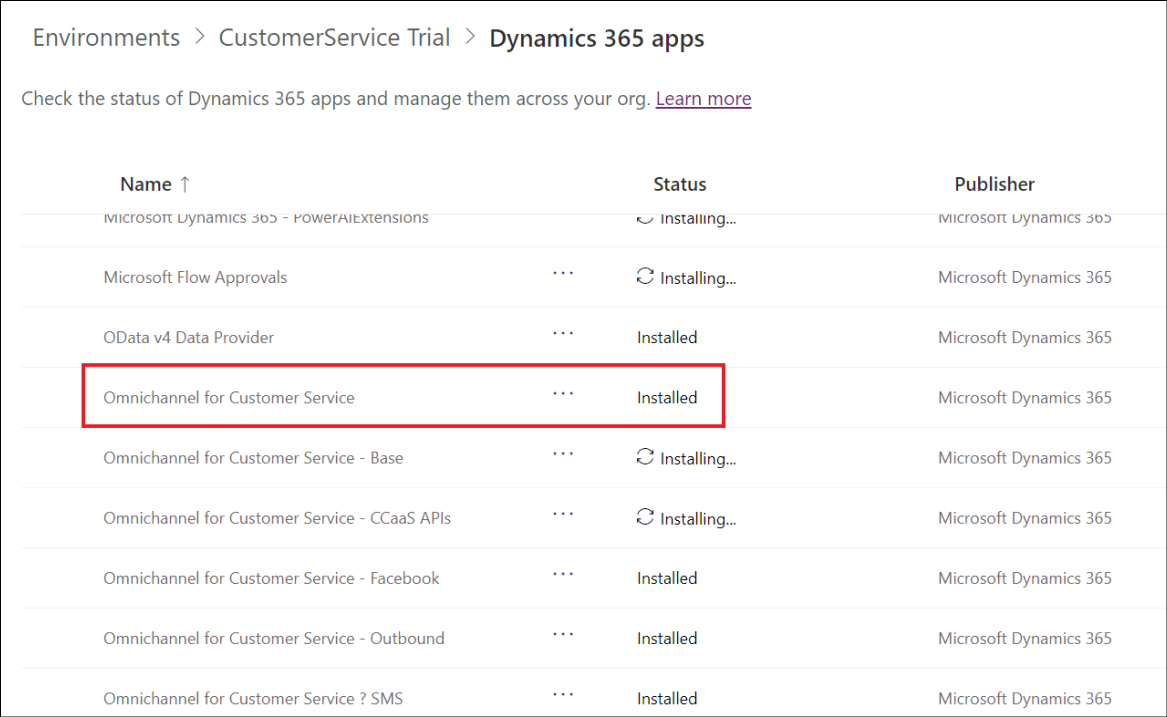 Environments > CustomerService Trial > Dynamics 365 apps
Check the status of Dynamics 365 apps and manage them across your org. Learn more
Name ↑ Status Publisher
Microsoft Dynamics 365 - PowerAIExtensions Installing... Microsoft Dynamics 365
Microsoft Flow Approvals ... Installing... Microsoft Dynamics 365
OData v4 Data Provider ... Installed Microsoft Dynamics 365
Omnichannel for Customer Service ... Installed Microsoft Dynamics 365
Omnichannel for Customer Service - Base ... Installing... Microsoft Dynamics 365
Omnichannel for Customer Service - CCaaS APIs ... Installing... Microsoft Dynamics 365
Omnichannel for Customer Service - Facebook ... Installed Microsoft Dynamics 365
Omnichannel for Customer Service - Outbound ... Installed Microsoft Dynamics 365
Omnichannel for Customer Service ? SMS ... Installed Microsoft Dynamics 365